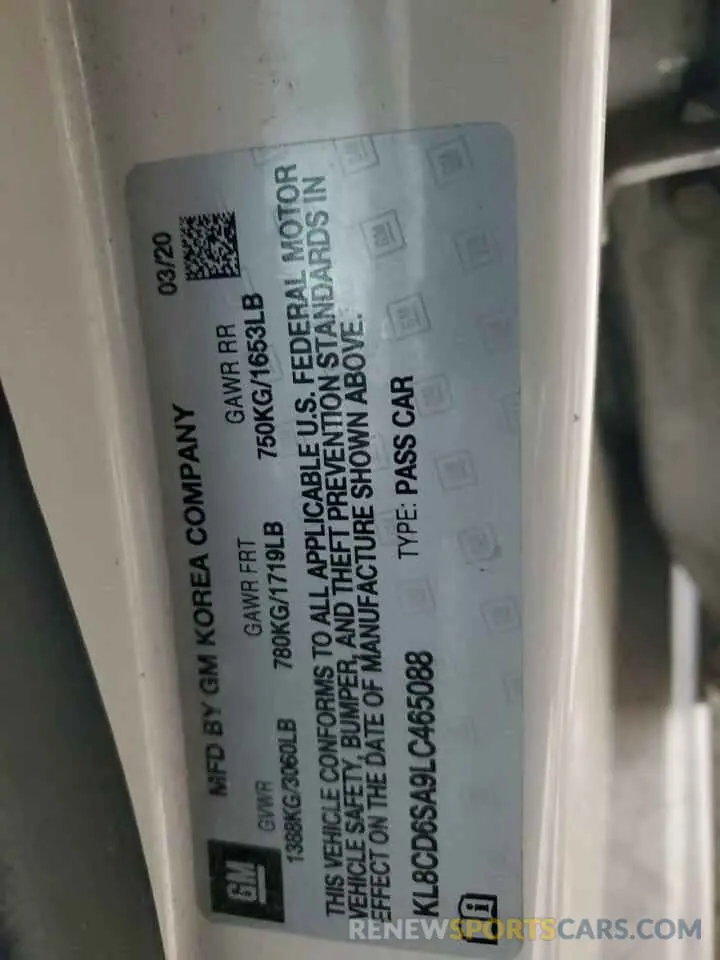 MFD BY GM KOREA COMPANY 03/20
GM
GVWR GAWR FRT GAWR RR
1388KG/3060LB 780KG/1719LB 750KG/1653LB
THIS VEHICLE CONFORMS TO ALL APPLICABLE U.S. FEDERAL MOTOR
VEHICLE SAFETY, BUMPER, AND THEFT PREVENTION STANDARDS IN
EFFECT ON THE DATE OF MANUFACTURE SHOWN ABOVE.
KL8CD6SA9LC465088 TYPE: PASS CAR
RENEWSPORTSCARS.COM